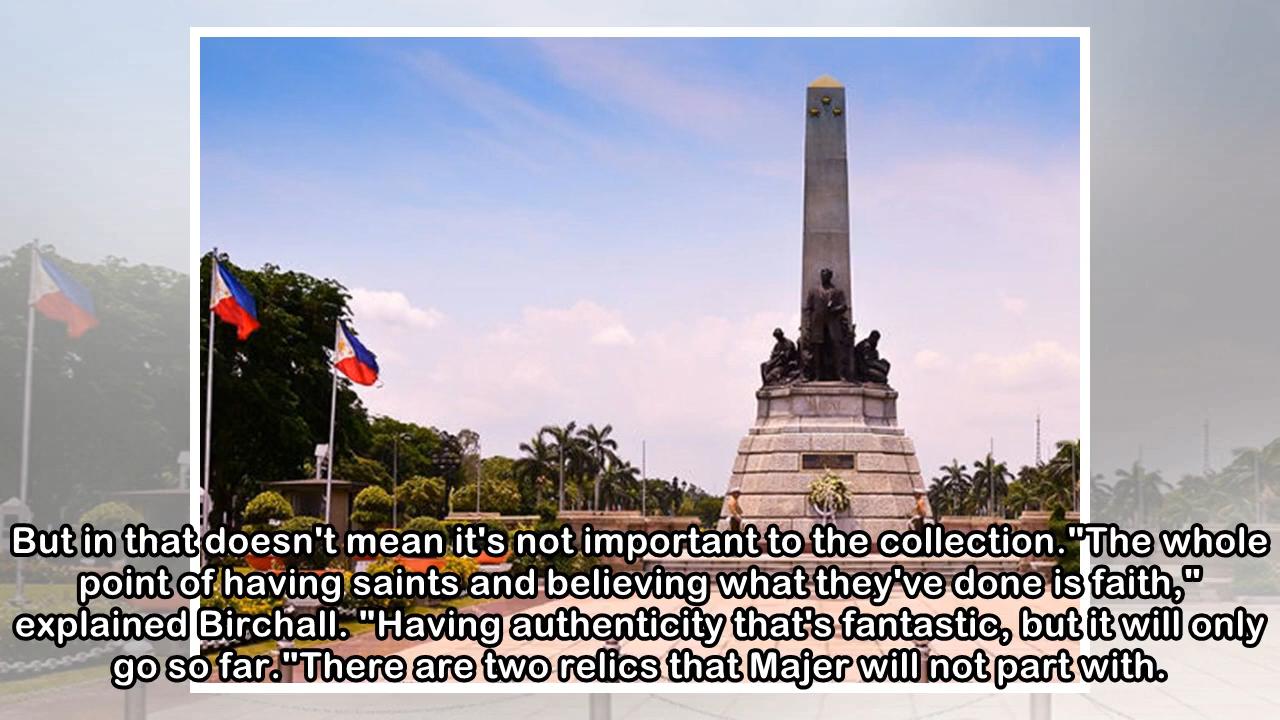 But in that doesn't mean it's not important to the collection."The whole
point of having saints and believing what they've done is faith,"
explained Birchall. "Having authenticity that's fantastic, but it will only
go so far."There are two relics that Majer will not part with.